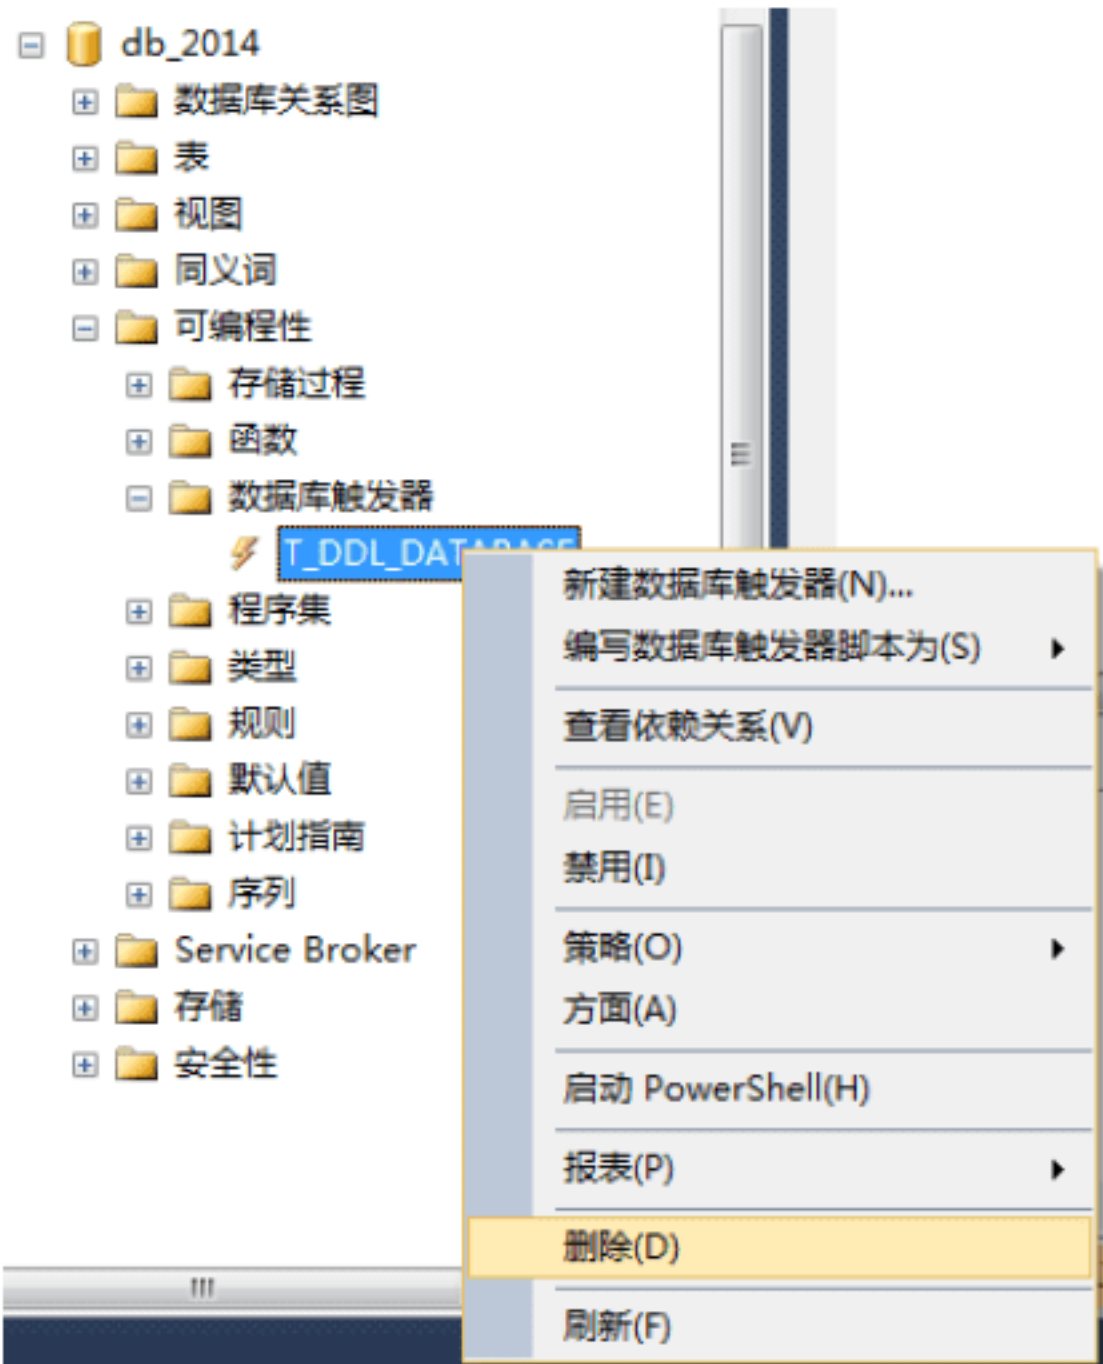 db_2014
数据库关系图
表
视图
同义词
可编程性
存储过程
函数
数据库触发器
T_DDL_DATABASE
程序集
类型
规则
默认值
计划指南
序列
Service Broker
存储
安全性
新建数据库触发器(N)...
编写数据库触发器脚本为(S)
查看依赖关系(V)
启用(E)
禁用(I)
策略(O)
方面(A)
启动 PowerShell(H)
报表(P)
删除(D)
刷新(F)